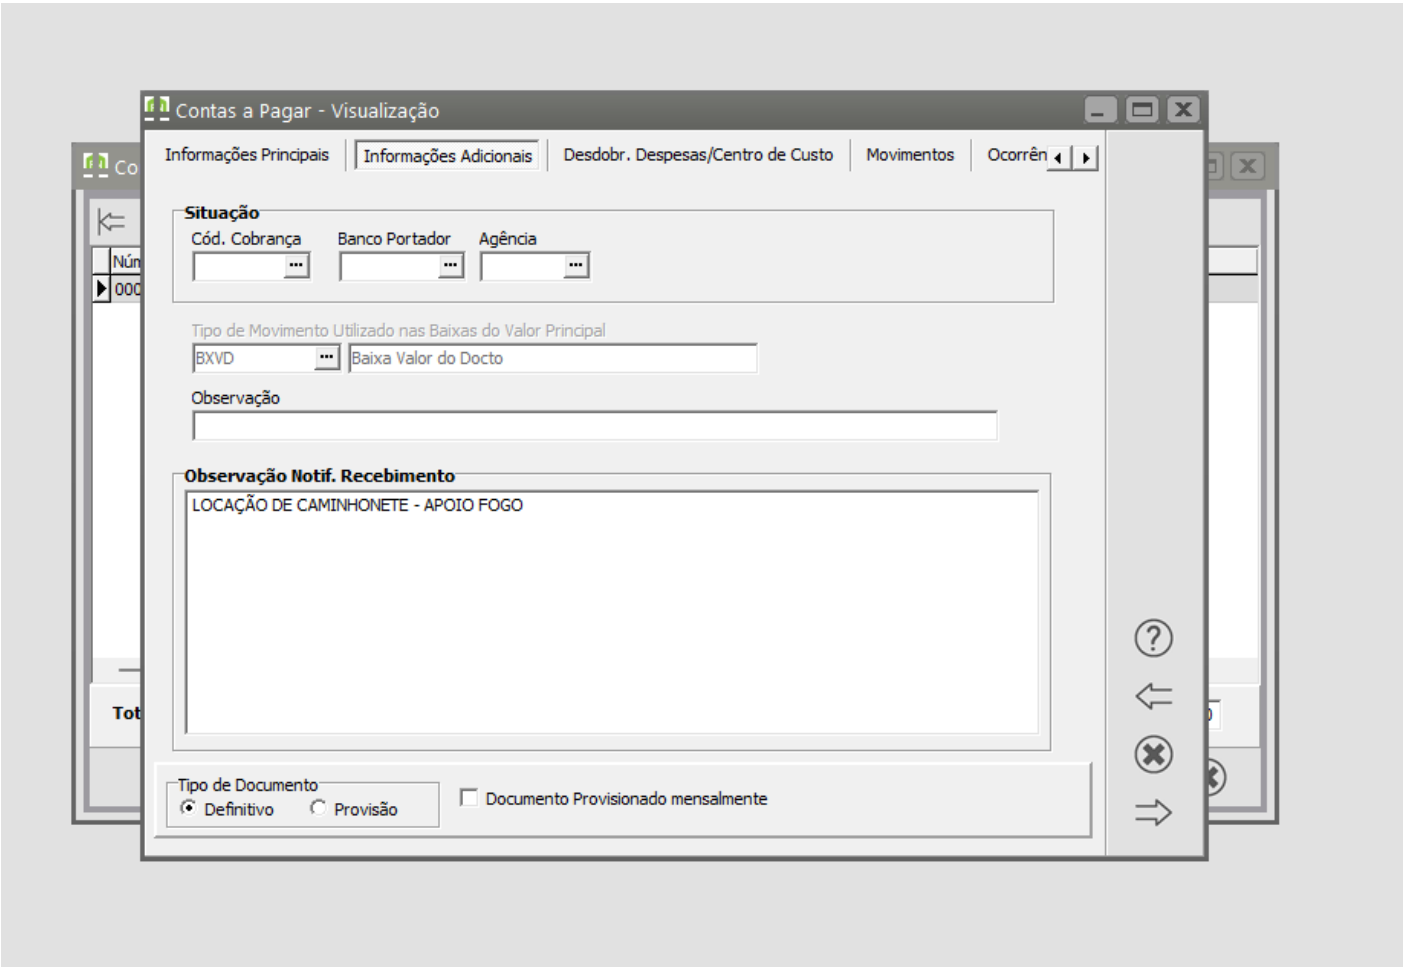 Contas a Pagar - Visualização
Informações Principais
Informações Adicionais
Desdobr. Despesas/Centro de Custo
Movimentos
Situação
Cód. Cobrança
Banco Portador
Agência
Tipo de Movimento Utilizado nas Baixas do Valor Principal
BXVD
Baixa Valor do Docto
Observação
Observação Notif. Recebimento
LOCAÇÃO DE CAMINHONETE - APOIO FOGO
Tipo de Documento
Definitivo
Provisão
Documento Provisionado mensalmente